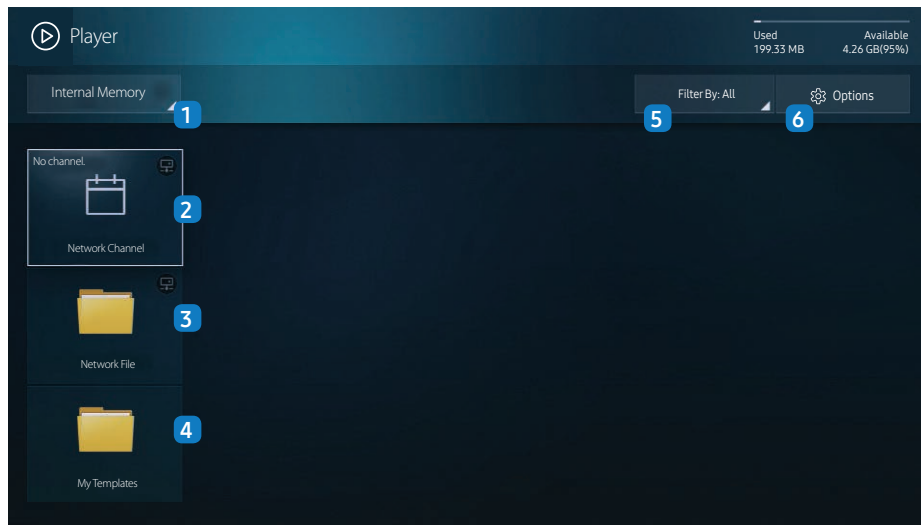 Player
Used Available
199.33 MB 4.26 GB(95%)
Internal Memory
1
Filter By: All
5
Options
6
No channel.
2
Network Channel
3
Network File
4
My Templates